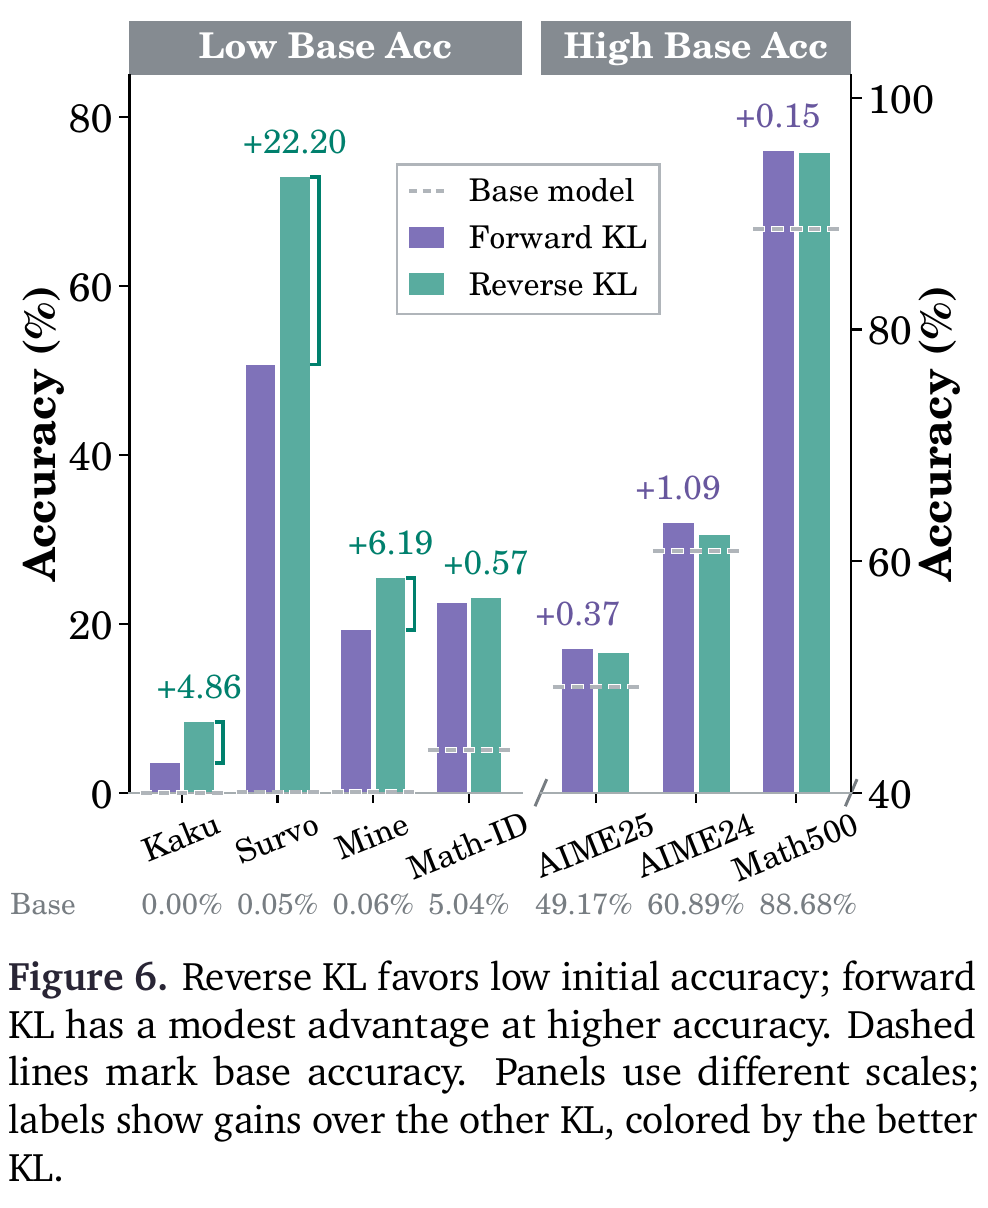 Low Base Acc
High Base Acc
80
60
40
20
0
Accuracy (%)
+22.20
+4.86
+6.19
+0.57
Base model
Forward KL
Reverse KL
+0.15
+1.09
+0.37
100
80
60
40
Accuracy (%)
Kaku Survo Mine Math-ID AIME25 AIME24 Math500
Base 0.00% 0.05% 0.06% 5.04% 49.17% 60.89% 88.68%
Figure 6. Reverse KL favors low initial accuracy; forward
KL has a modest advantage at higher accuracy. Dashed
lines mark base accuracy. Panels use different scales;
labels show gains over the other KL, colored by the better
KL.